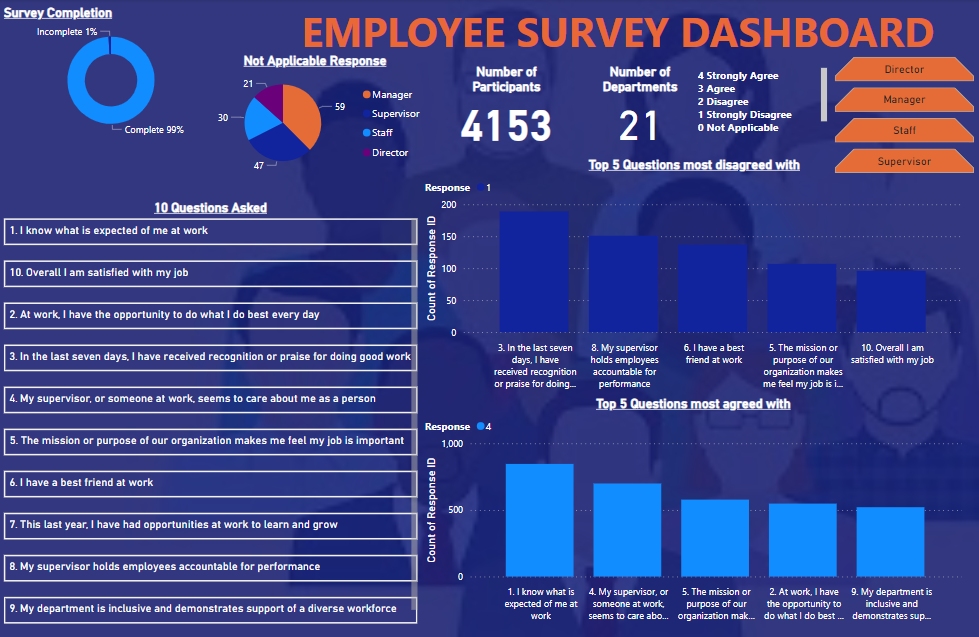 Survey Completion
Incomplete 1%
Complete 99%
EMPLOYEE SURVEY DASHBOARD
Not Applicable Response
21
59
30
47
Manager
Supervisor
Staff
Director
Number of
Participants
4153
Number of
Departments
21
4 Strongly Agree
3 Agree
2 Disagree
1 Strongly Disagree
0 Not Applicable
Director
Manager
Staff
Supervisor
10 Questions Asked
1. I know what is expected of me at work
10. Overall I am satisfied with my job
2. At work, I have the opportunity to do what I do best every day
3. In the last seven days, I have received recognition or praise for doing good work
4. My supervisor, or someone at work, seems to care about me as a person
5. The mission or purpose of our organization makes me feel my job is important
6. I have a best friend at work
7. This last year, I have had opportunities at work to learn and grow
8. My supervisor holds employees accountable for performance
9. My department is inclusive and demonstrates support of a diverse workforce
Top 5 Questions most disagreed with
Response 1
Count of Response ID
200
150
100
50
0
3. In the last seven
days, I have
received recognition
or praise for doing...
8. My supervisor
holds employees
accountable for
performance
6. I have a best
friend at work
5. The mission or
purpose of our
organization makes
me feel my job is i...
10. Overall I am
satisfied with my job
Top 5 Questions most agreed with
Response 4
Count of Response ID
1,000
500
0
1. I know what is
expected of me at
work
4. My supervisor, or
someone at work,
seems to care abo...
5. The mission or
purpose of our
organization mak...
2. At work, I have
the opportunity to
do what I do best ...
9. My department is
inclusive and
demonstrates sup...